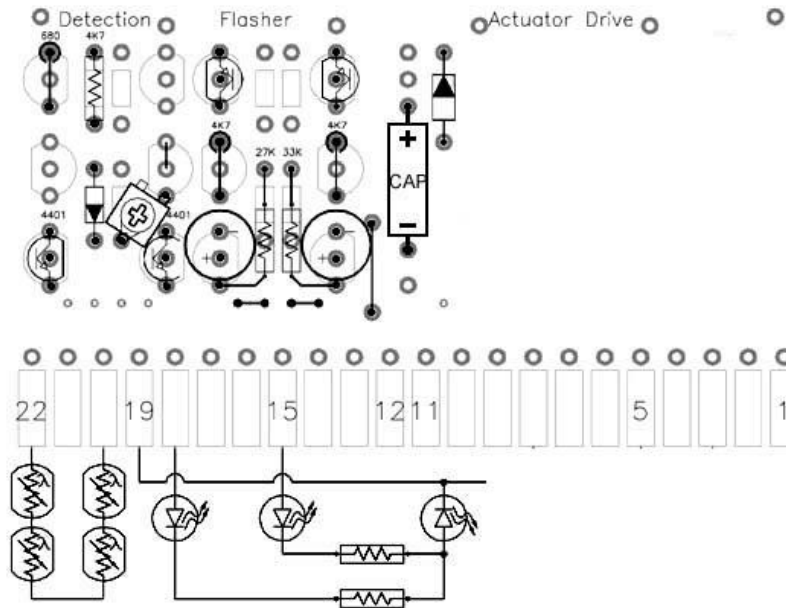 Detection Flasher Actuator Drive
680 4K7
4K7 4K7
27K 33K
+
CAP
-
4401 4401
- -
+ +
22 19 15 12 11 5 1